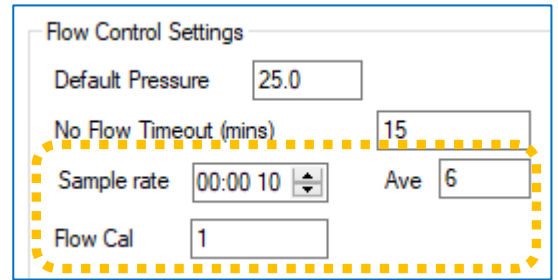 Flow Control Settings
Default Pressure 25.0
No Flow Timeout (mins) 15
Sample rate 00:00 10 Ave 6
Flow Cal 1